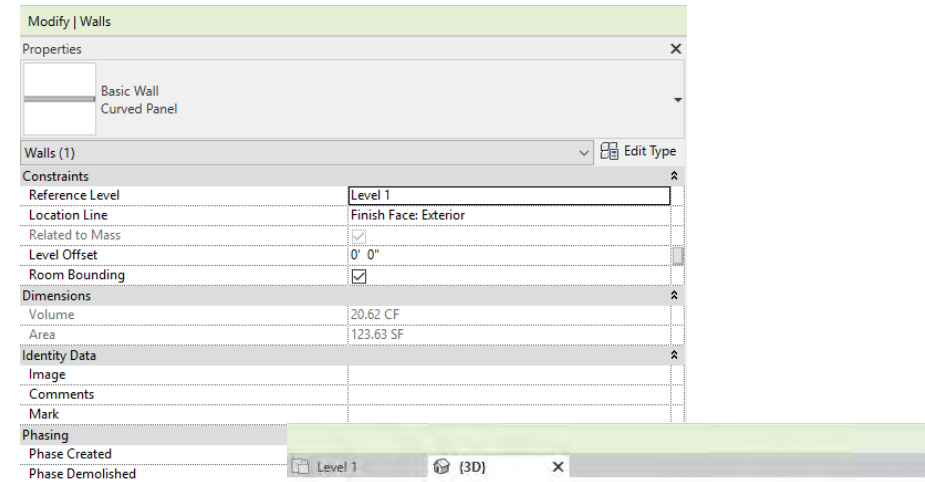 Modify | Walls
Properties
Basic Wall
Curved Panel
Walls (1)
Edit Type
Constraints
Reference Level Level 1
Location Line Finish Face: Exterior
Related to Mass
Level Offset 0' 0"
Room Bounding
Dimensions
Volume 20.62 CF
Area 123.63 SF
Identity Data
Image
Comments
Mark
Phasing
Phase Created
Level 1 {3D}
Phase Demolished